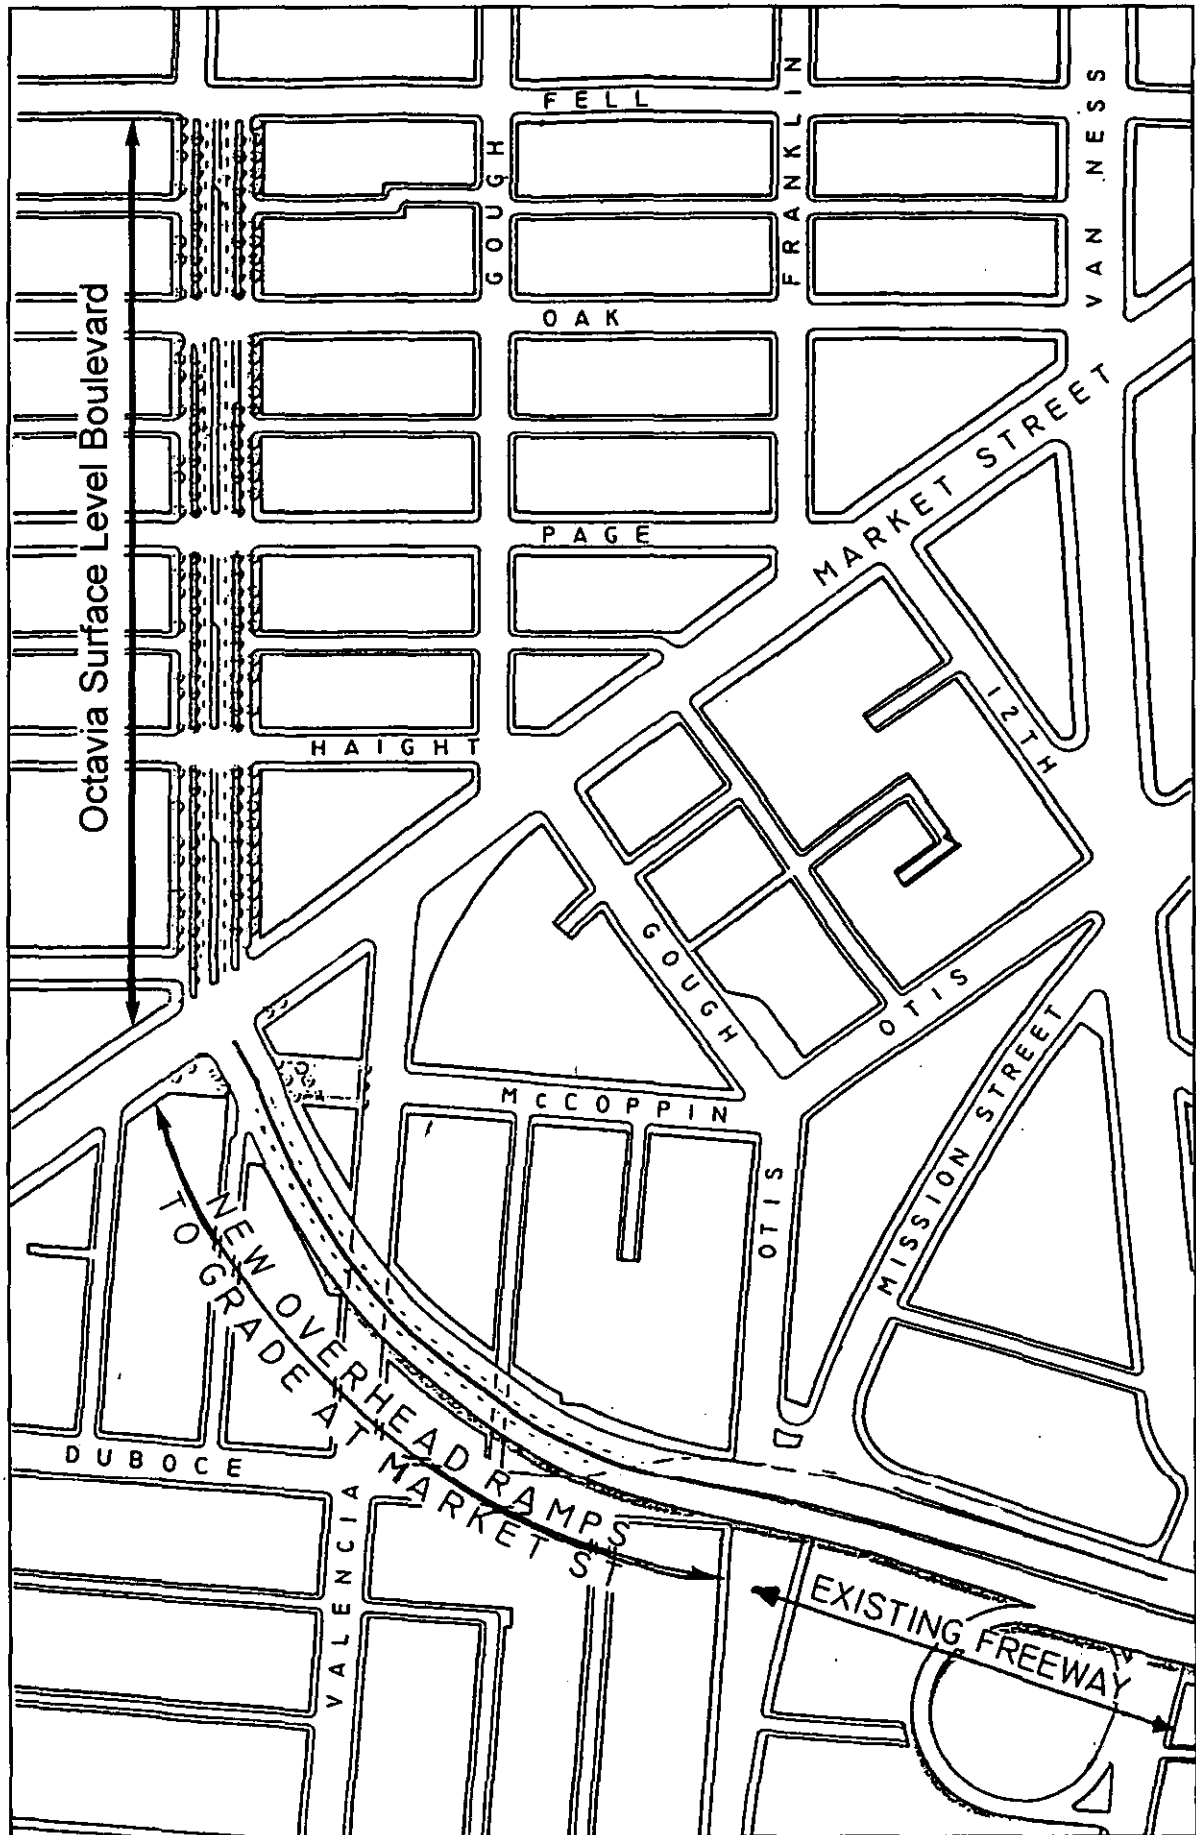 FELL
GOUGH
FRANKLIN
VAN NESS
OAK
Octavia Surface Level Boulevard
MARKET STREET
PAGE
12TH
HAIGHT
GOUGH
OTIS
MISSION STREET
McCOPPIN
OTIS
NEW OVERHEAD RAMPS
TO GRADE AT MARKET ST
DUBOCE
VALENCIA
EXISTING FREEWAY